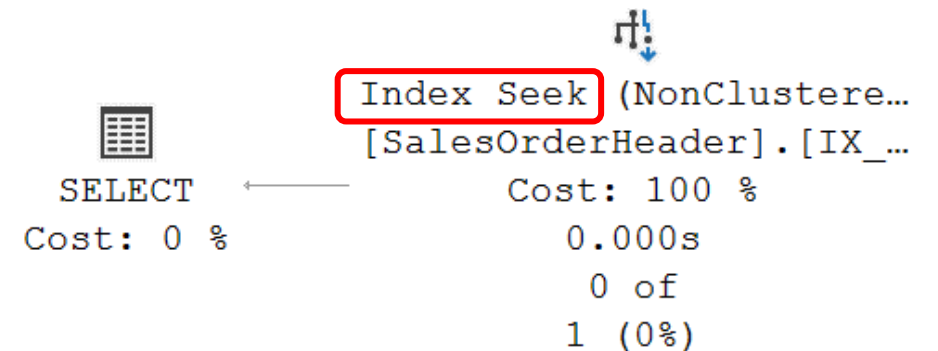 Index Seek (NonClustere…
[SalesOrderHeader].[IX_…
SELECT
Cost: 100 %
Cost: 0 %
0.000s
0 of
1 (0%)